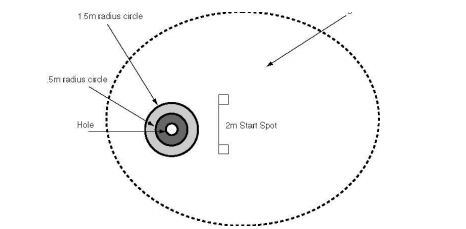 1.5m radius circle
.5m radius circle
Hole
2m Start Spot